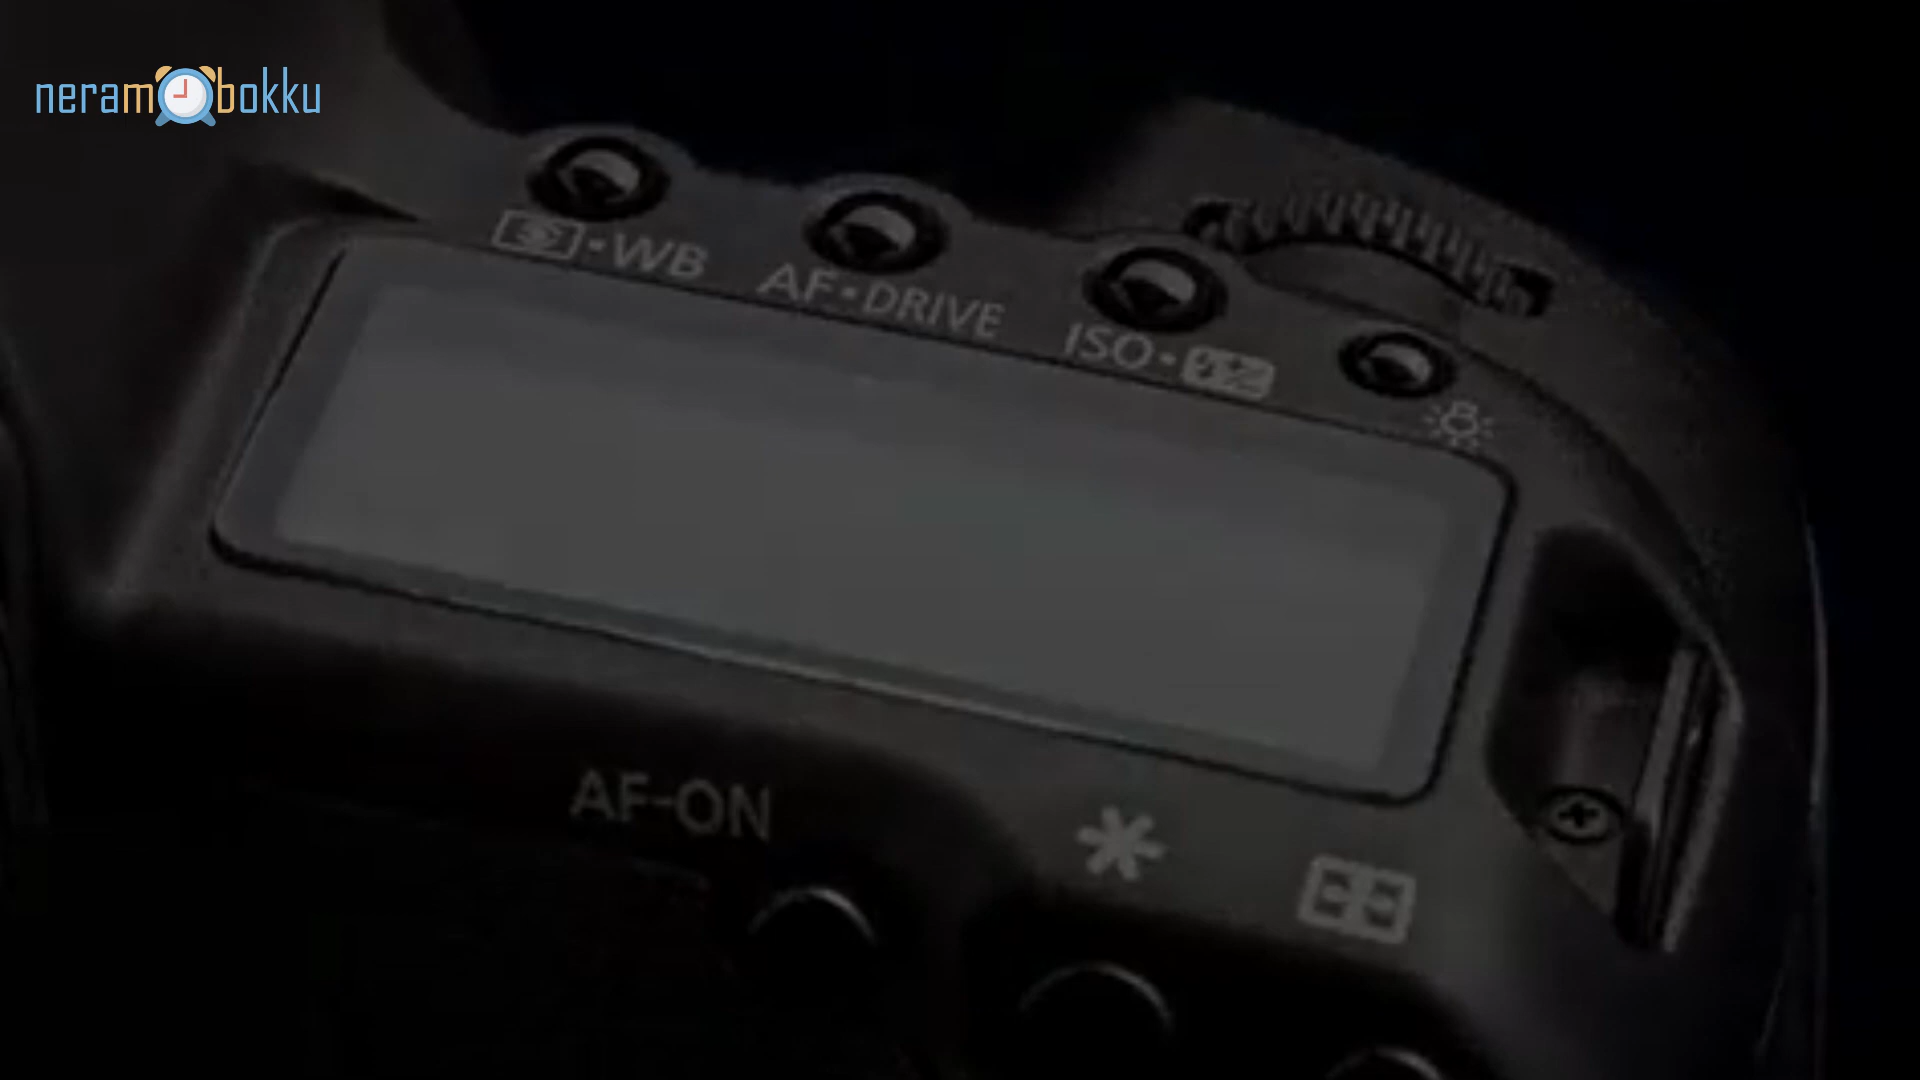 neram bokku
•WB
AF•DRIVE
ISO•
AF-ON
*